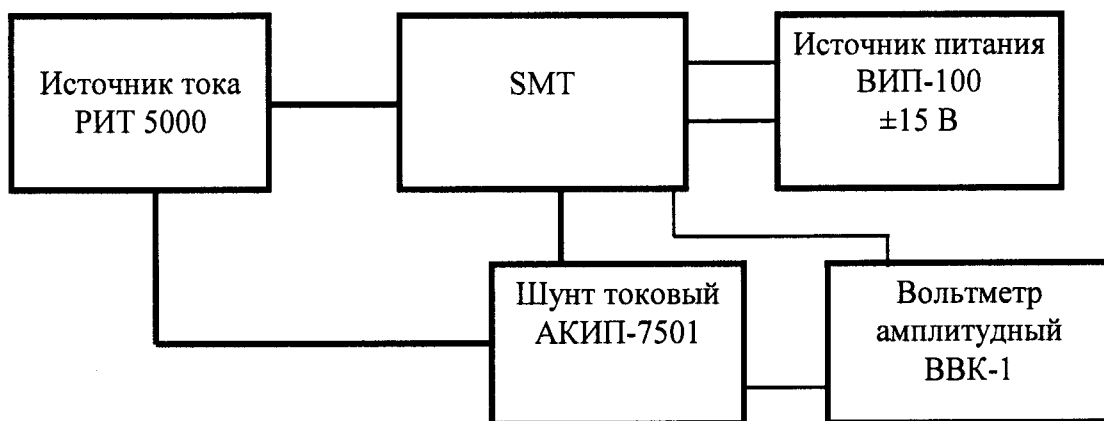 Источник тока
РИТ 5000
SMT
Источник питания
ВИП-100
±15 В
Шунт токовый
АКИП-7501
Вольтметр
амплитудный
ВВК-1